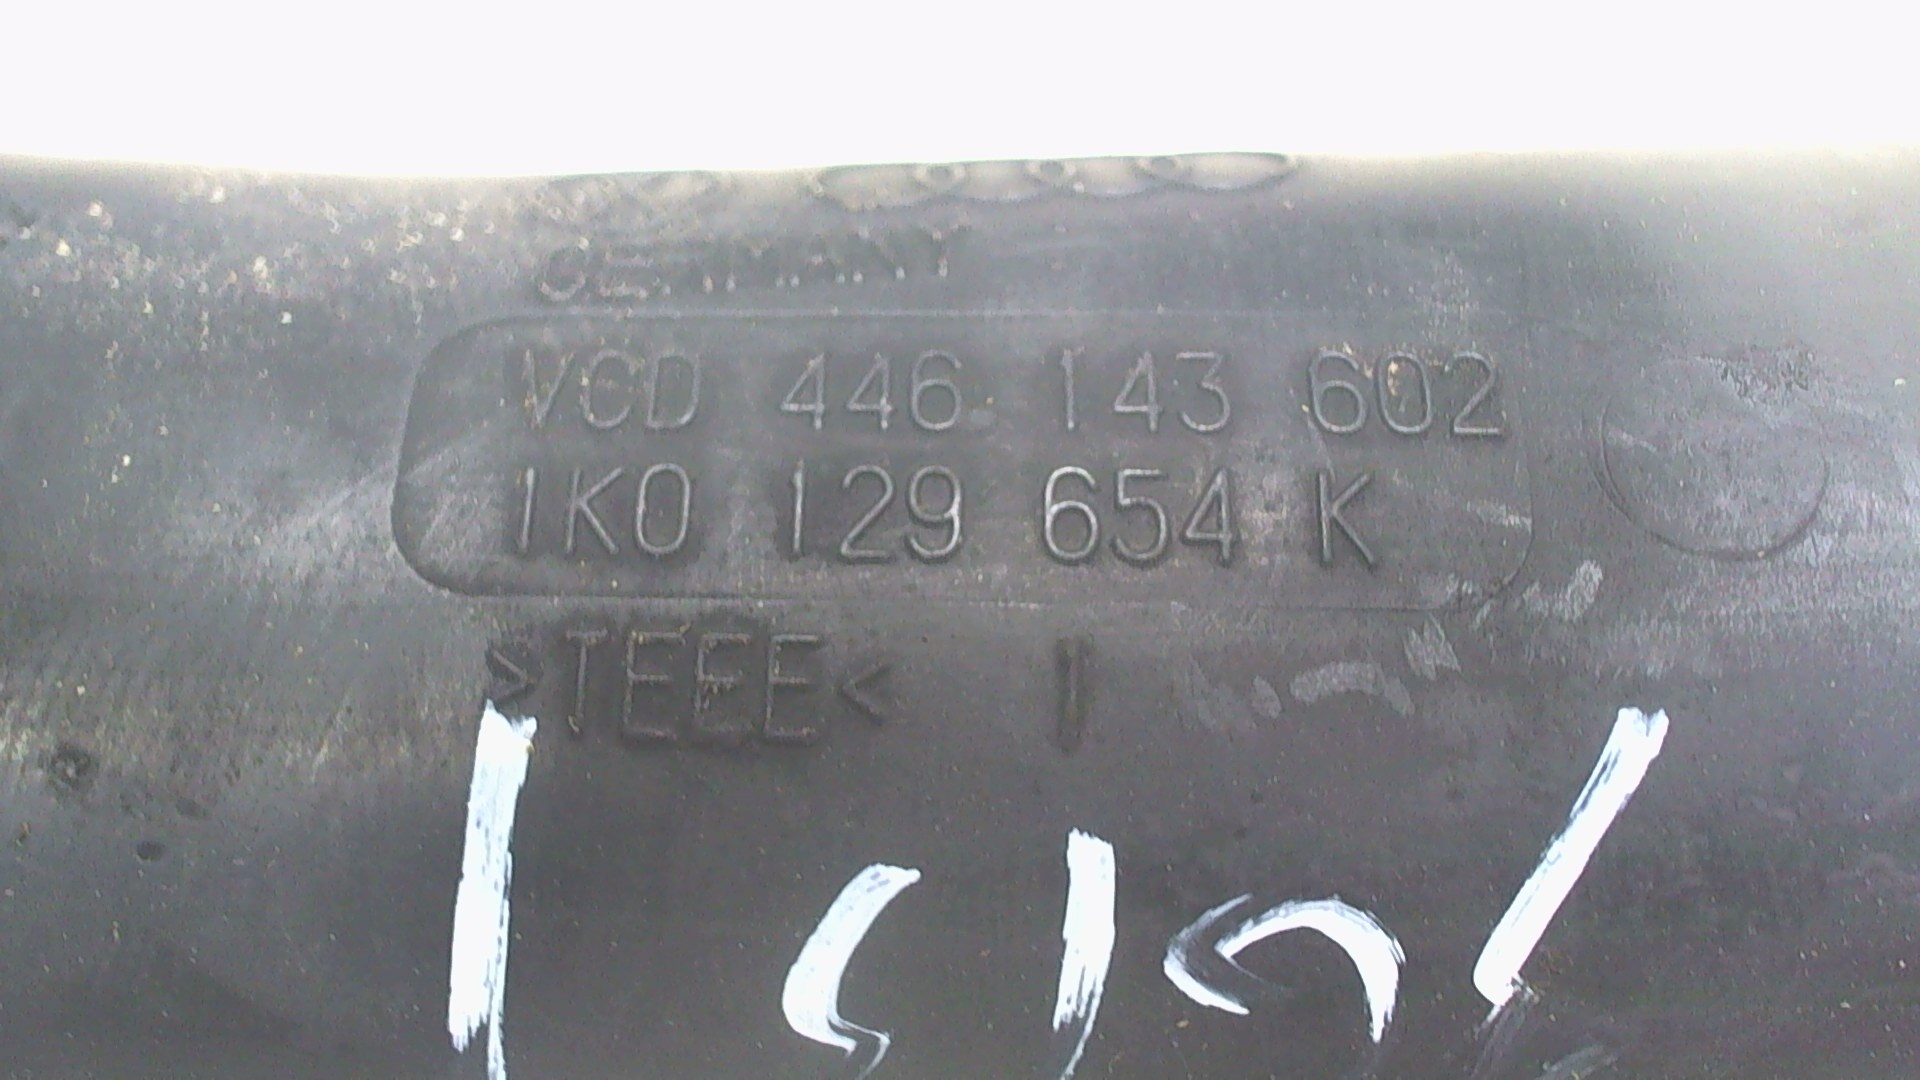 GERMANY
VCD 446 143 602
1K0 129 654 K
>TEEE< 1